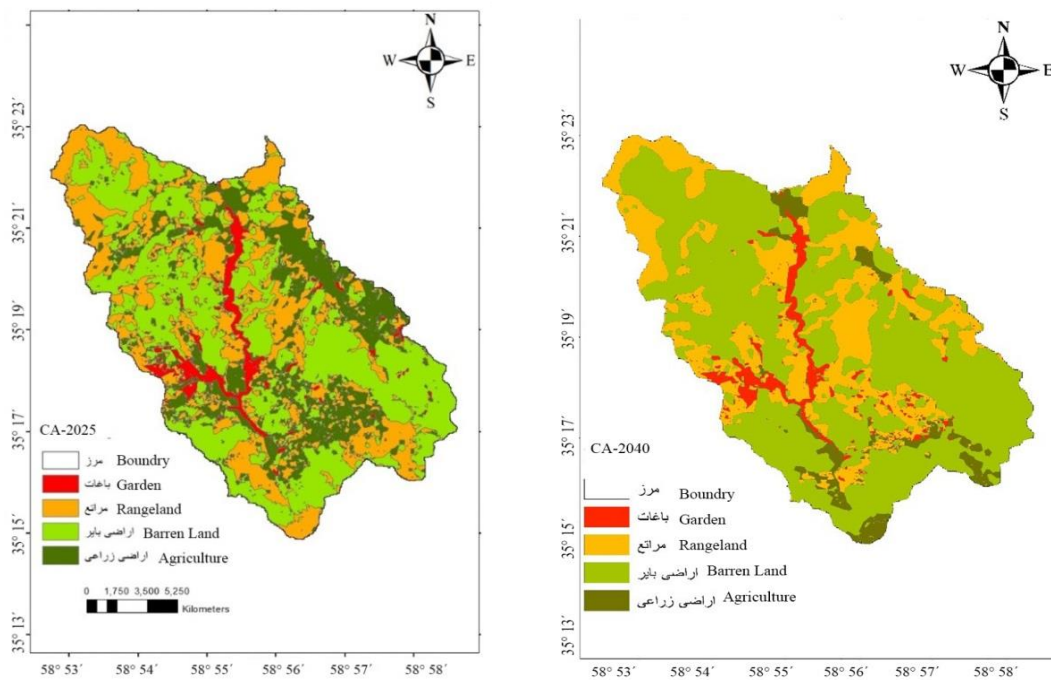 N
W E
S
35° 23´
35° 21´
35° 19´
35° 17´
35° 15´
35° 13´
CA-2025
مرز Boundry
باغات Garden
مراتع Rangeland
اراضی بایر Barren Land
اراضی زراعی Agriculture
0 1,750 3,500 5,250
Kilometers
58° 53´ 58° 54´ 58° 55´ 58° 56´ 58° 57´ 58° 58´
N
W E
S
35° 23´
35° 21´
35° 19´
35° 17´
35° 15´
35° 13´
CA-2040
مرز Boundry
باغات Garden
مراتع Rangeland
اراضی بایر Barren Land
اراضی زراعی Agriculture
58° 53´ 58° 54´ 58° 55´ 58° 56´ 58° 57´ 58° 58´